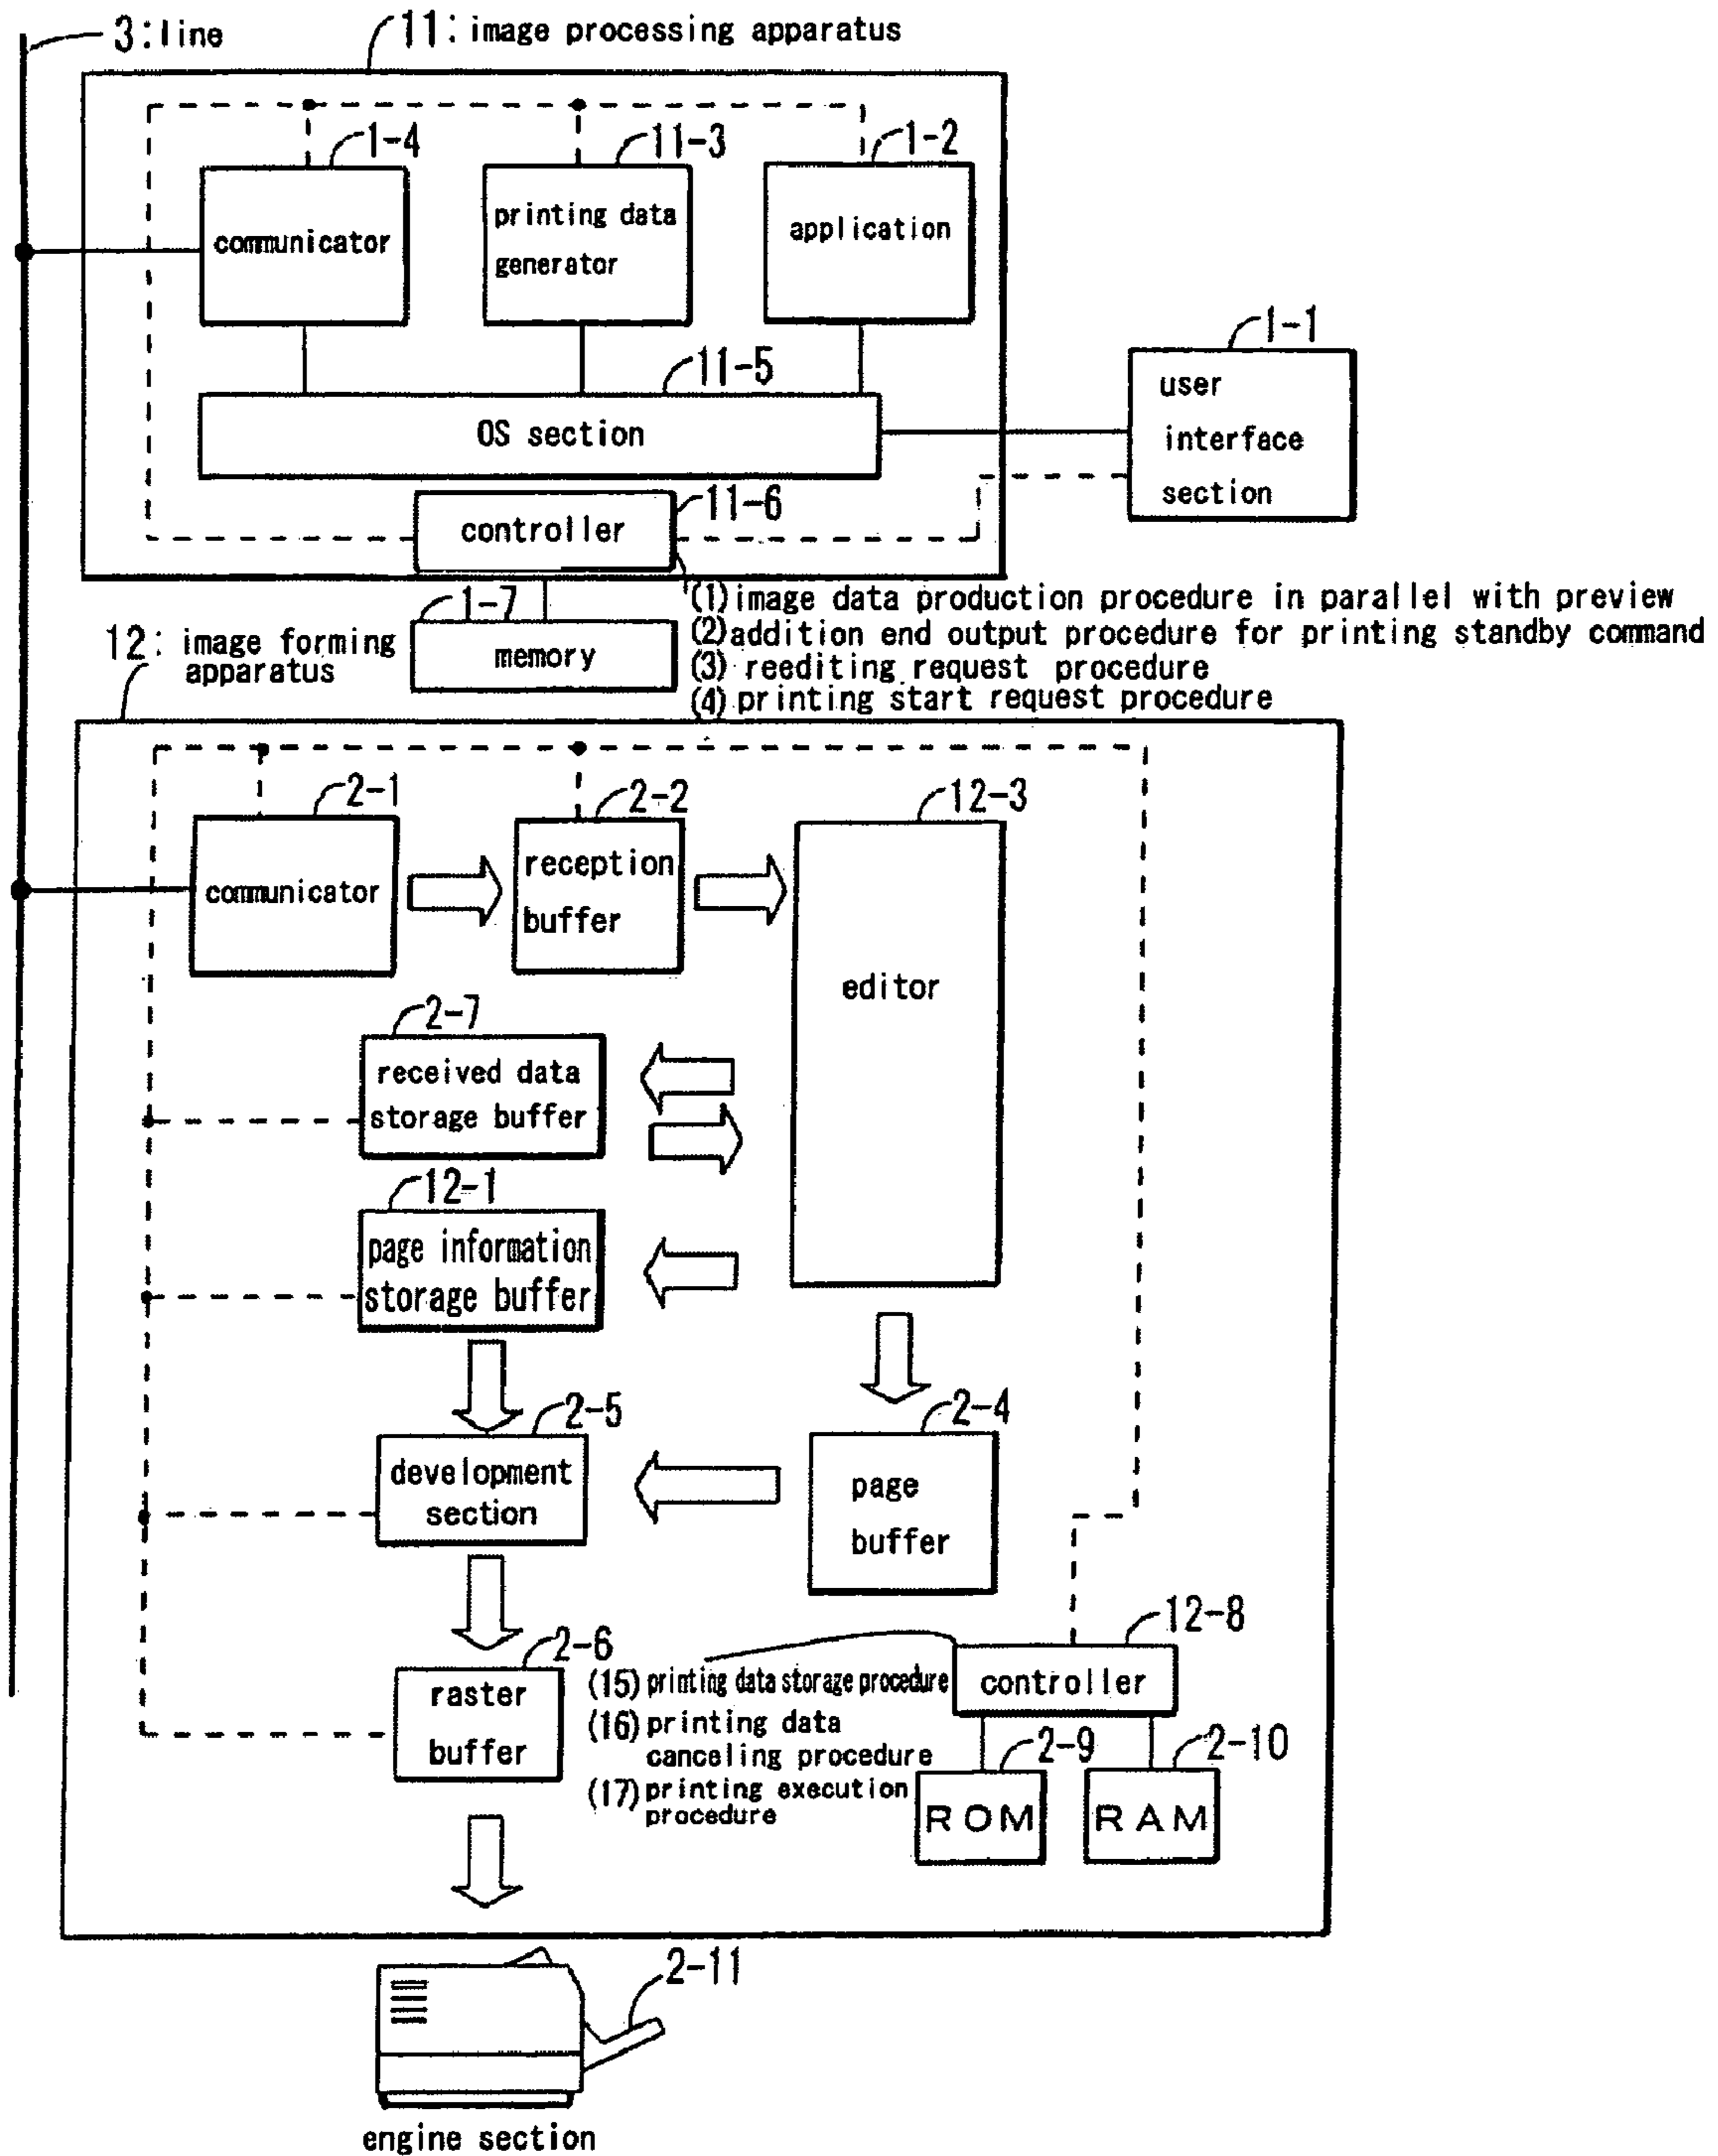 3:line
11: image processing apparatus
1-4
11-3
1-2
communicator
printing data
generator
application
1-1
11-5
user
interface
section
OS section
11-6
controller
1-7
memory
(1)image data production procedure in parallel with preview
(2)addition end output procedure for printing standby command
(3) reediting request procedure
(4) printing start request procedure
12: image forming
apparatus
2-1
2-2
12-3
communicator
reception
buffer
editor
2-7
received data
storage buffer
12-1
page information
storage buffer
2-5
2-4
development
section
page
buffer
12-8
2-6
raster
buffer
(15) printing data storage procedure
controller
(16) printing data
canceling procedure
(17) printing execution
procedure
2-9
2-10
ROM
RAM
2-11
engine section